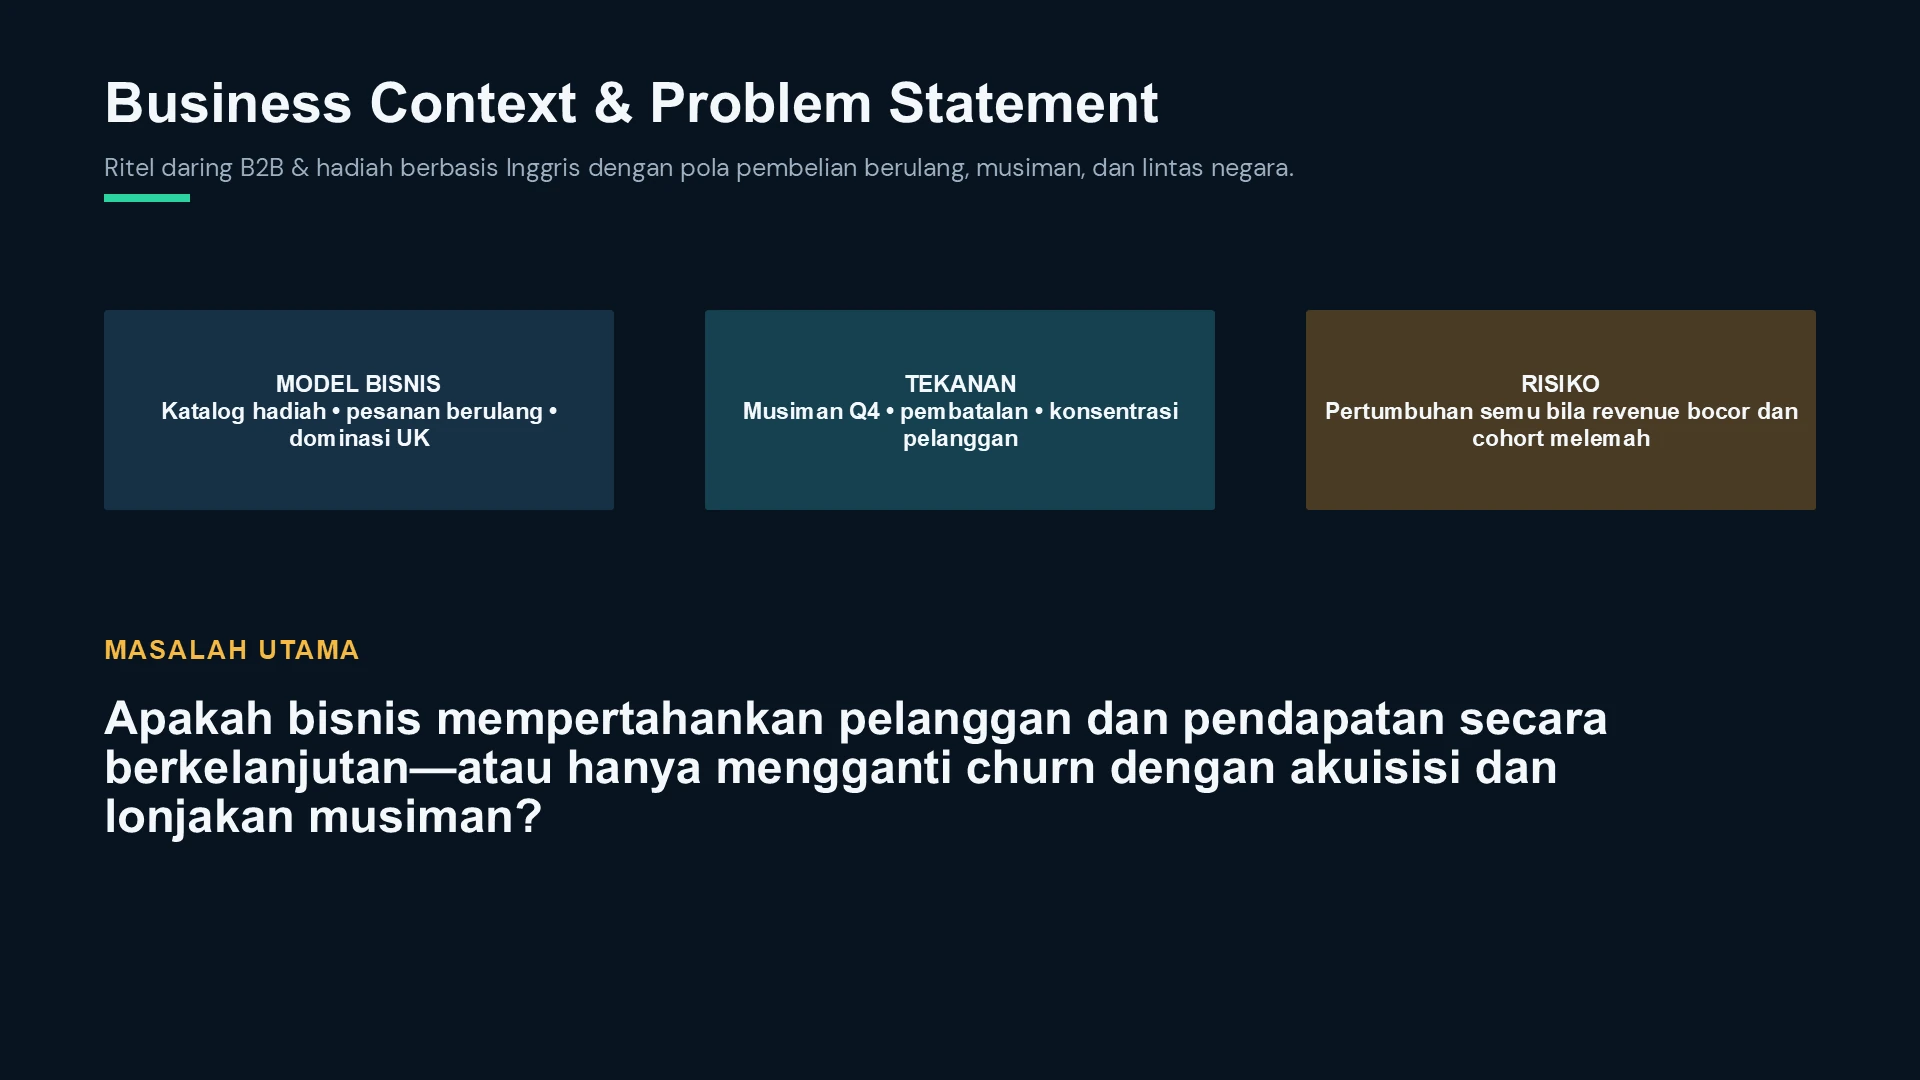 Business Context & Problem Statement
Ritel daring B2B & hadiah berbasis Inggris dengan pola pembelian berulang, musiman, dan lintas negara.
MODEL BISNIS
Katalog hadiah • pesanan berulang •
dominasi UK
TEKANAN
Musiman Q4 • pembatalan • konsentrasi
pelanggan
RISIKO
Pertumbuhan semu bila revenue bocor dan
cohort melemah
MASALAH UTAMA
Apakah bisnis mempertahankan pelanggan dan pendapatan secara
berkelanjutan—atau hanya mengganti churn dengan akuisisi dan
lonjakan musiman?